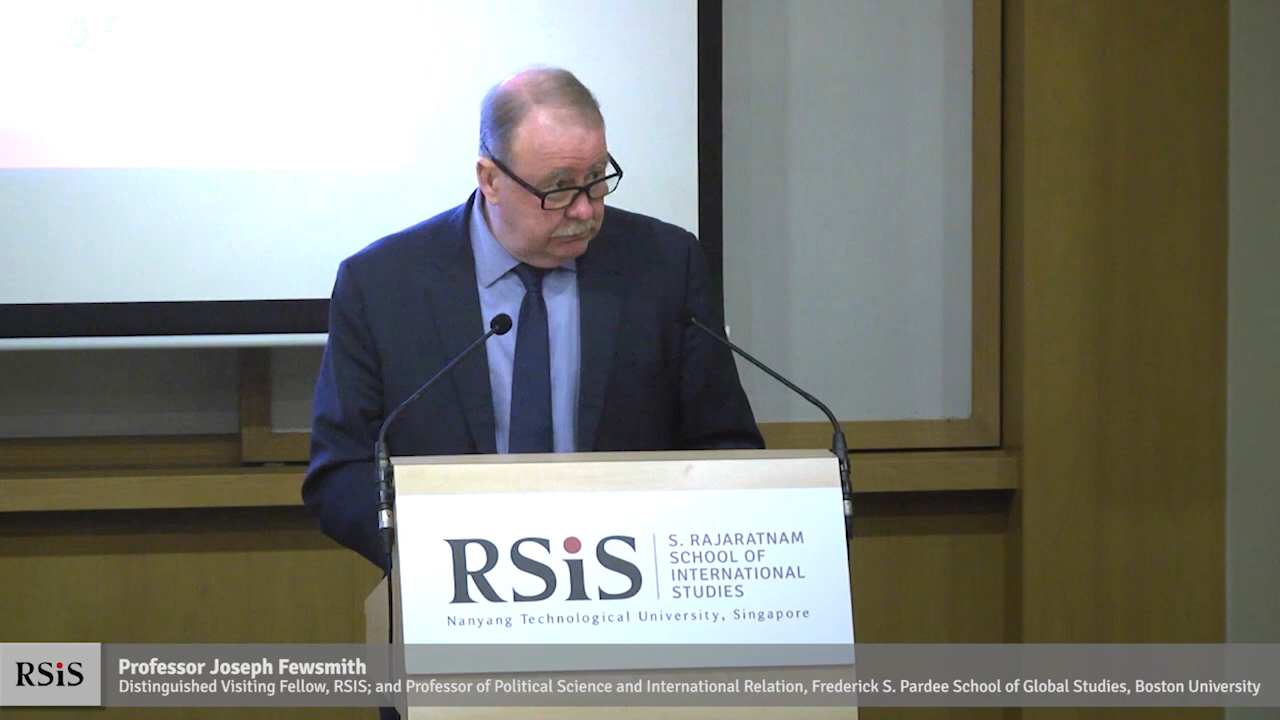 RSiS
S. RAJARATNAM
SCHOOL OF
INTERNATIONAL
STUDIES
Nanyang Technological University, Singapore
RSiS
Professor Joseph Fewsmith
Distinguished Visiting Fellow, RSIS; and Professor of Political Science and International Relation, Frederick S. Pardee School of Global Studies, Boston University